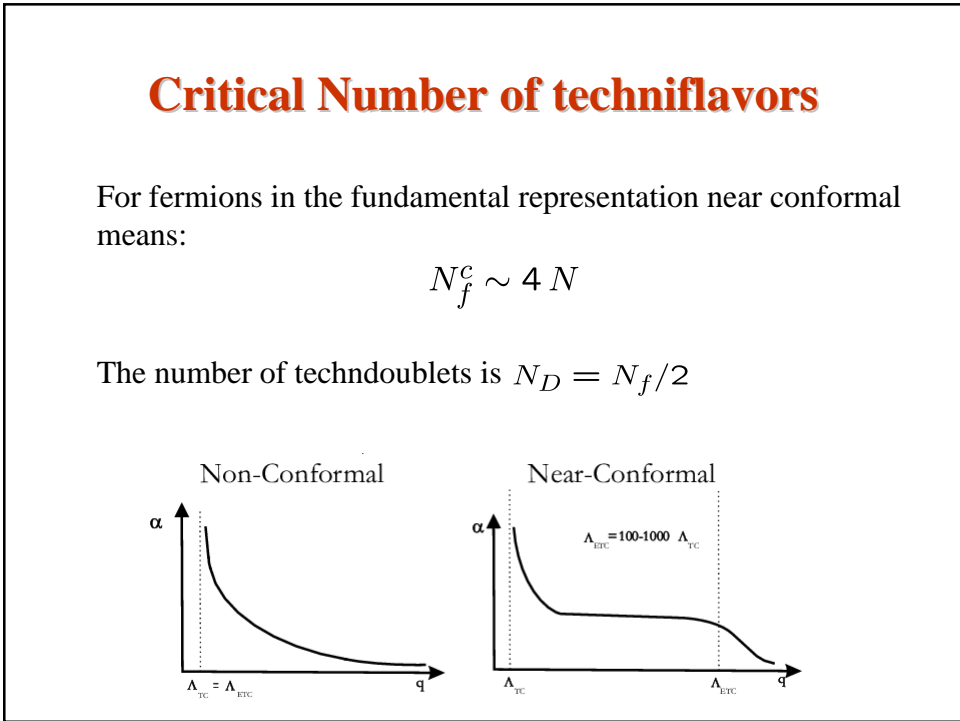 Critical Number of techniflavors
For fermions in the fundamental representation near conformal
means:
N_f^c ∼ 4 N
The number of techndoublets is N_D = N_f/2
Non-Conformal
α
Λ_TC = Λ_ETC
q
Near-Conformal
α
Λ_ETC=100-1000 Λ_TC
Λ_TC
Λ_ETC
q